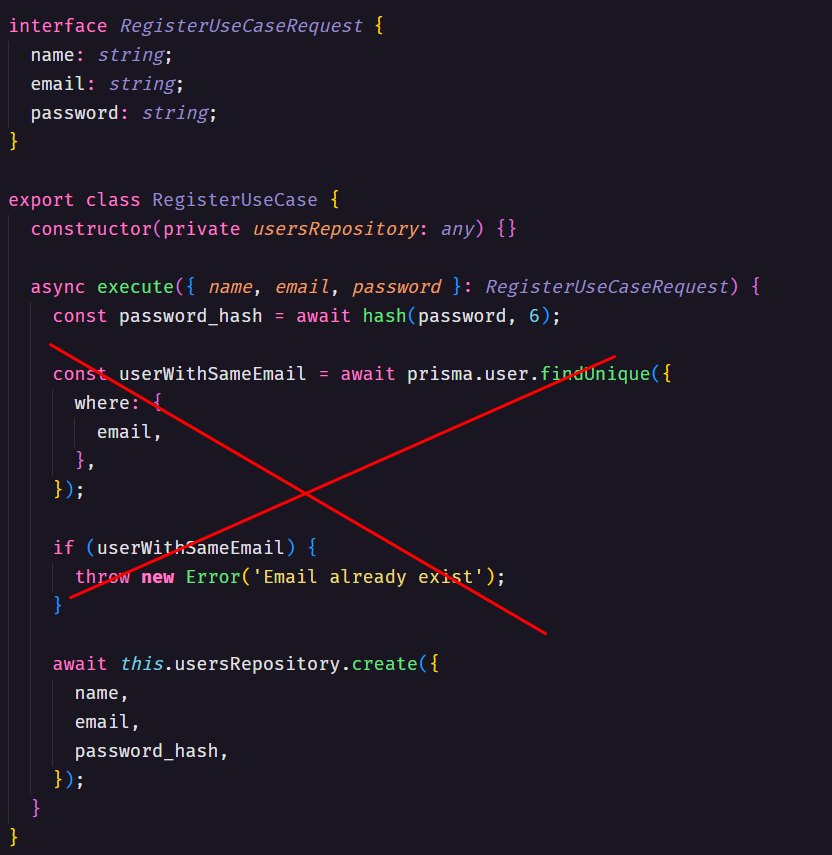 interface RegisterUseCaseRequest {
name: string;
email: string;
password: string;
}
export class RegisterUseCase {
constructor(private usersRepository: any) {}
async execute({ name, email, password }: RegisterUseCaseRequest) {
const password_hash = await hash(password, 6);
const userWithSameEmail = await prisma.user.findUnique({
where: {
email,
},
});
if (userWithSameEmail) {
throw new Error('Email already exist');
}
await this.usersRepository.create({
name,
email,
password_hash,
});
}
}